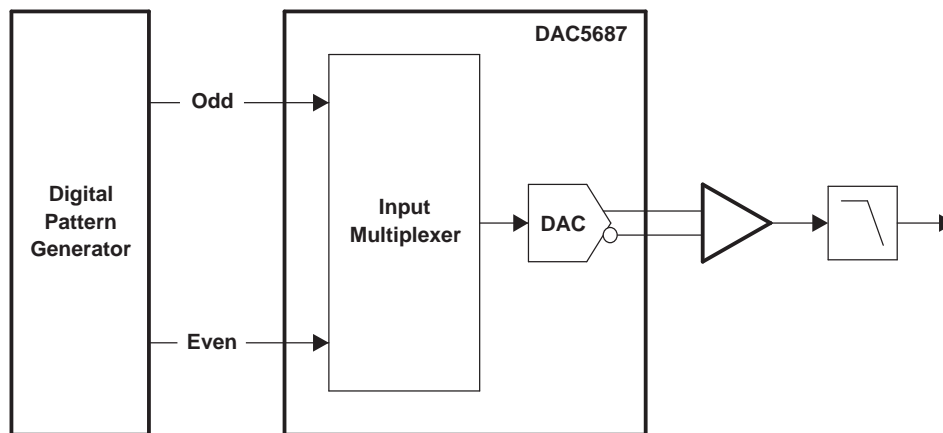 DAC5687
Odd
Digital
Pattern
Generator
Input
Multiplexer
DAC
Even